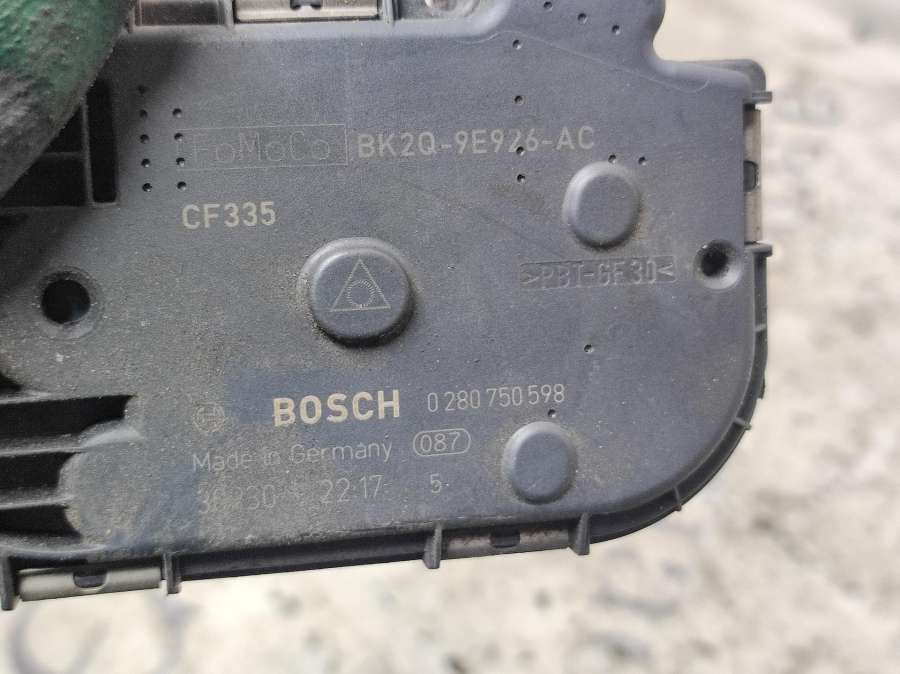 FoMoCo BK2Q-9E926-AC
CF335
>PBT-GF30<
BOSCH 0 280 750 598
Made in Germany 087
22:17 5